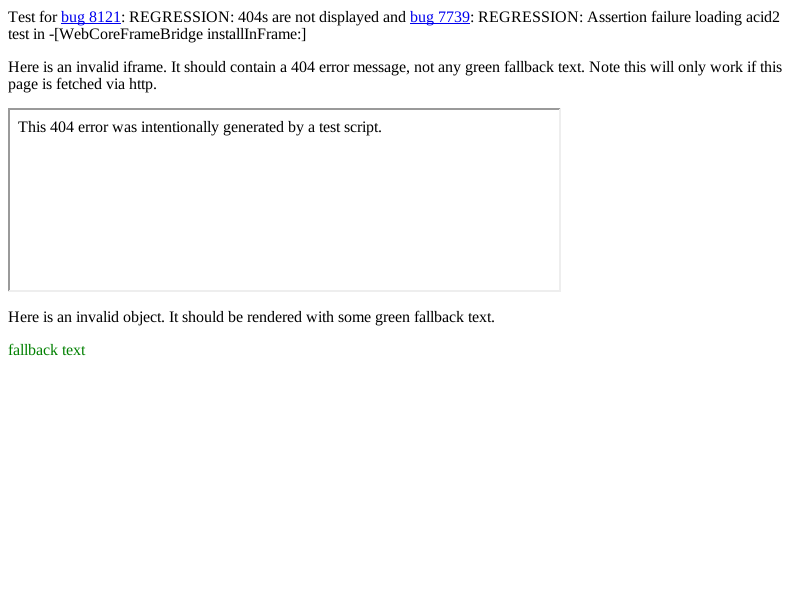 Test for bug 8121: REGRESSION: 404s are not displayed and bug 7739: REGRESSION: Assertion failure loading acid2
test in -[WebCoreFrameBridge installInFrame:]
Here is an invalid iframe. It should contain a 404 error message, not any green fallback text. Note this will only work if this
page is fetched via http.
This 404 error was intentionally generated by a test script.
Here is an invalid object. It should be rendered with some green fallback text.
fallback text